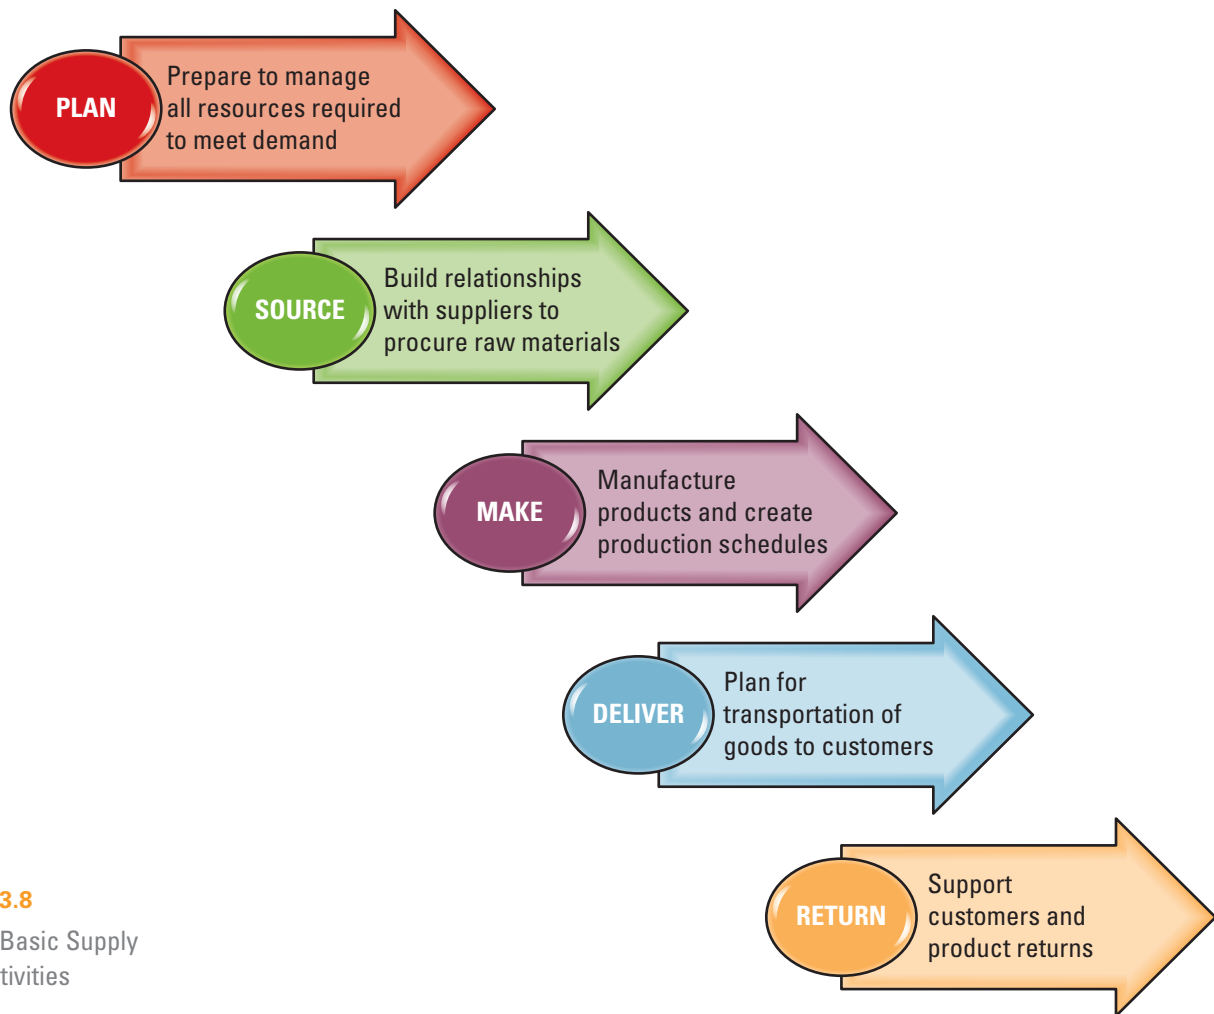 PLAN
Prepare to manage
all resources required
to meet demand
SOURCE
Build relationships
with suppliers to
procure raw materials
MAKE
Manufacture
products and create
production schedules
DELIVER
Plan for
transportation of
goods to customers
RETURN
Support
customers and
product returns
3.8
Basic Supply
tivities